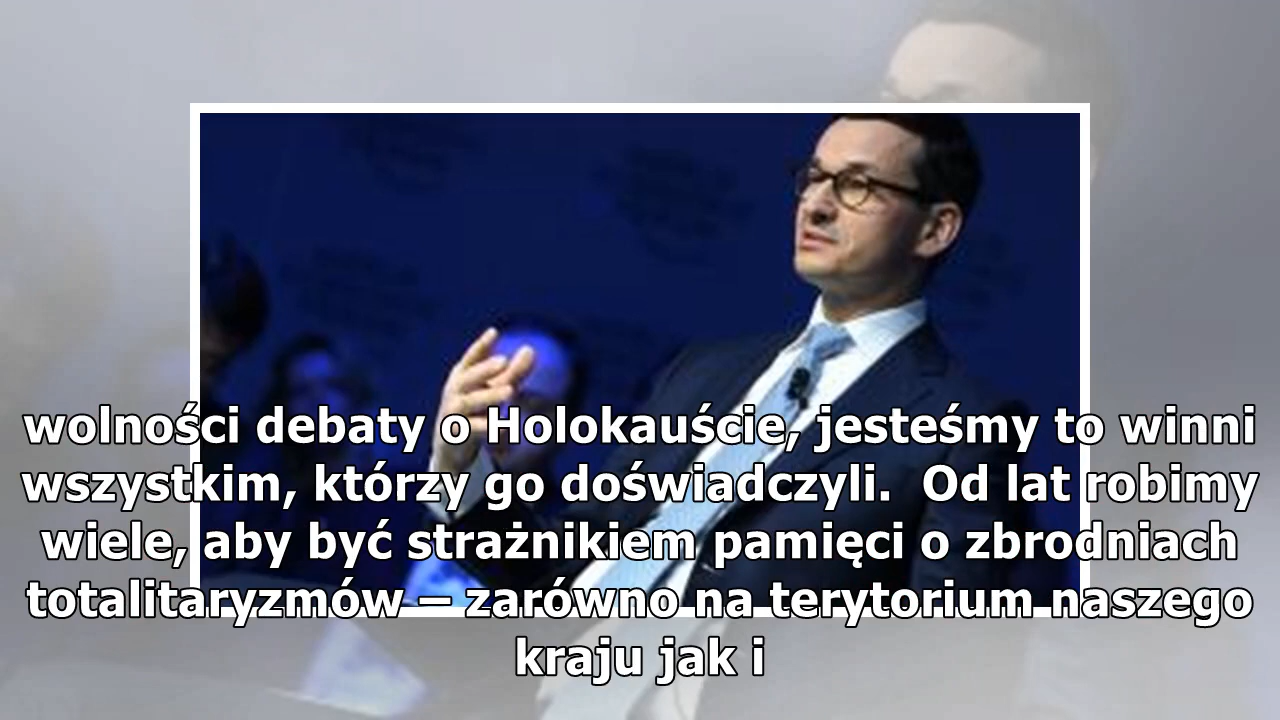 wolności debaty o Holokauście, jesteśmy to winni
wszystkim, którzy go doświadczyli.  Od lat robimy
wiele, aby być strażnikiem pamięci o zbrodniach
totalitaryzmów – zarówno na terytorium naszego
kraju jak i